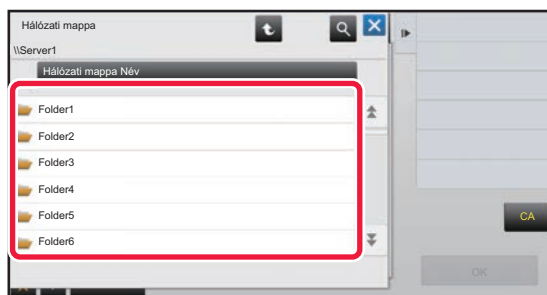 Hálózati mappa
\\Server1
Hálózati mappa Név
Folder1
Folder2
Folder3
Folder4
Folder5
Folder6
CA
OK